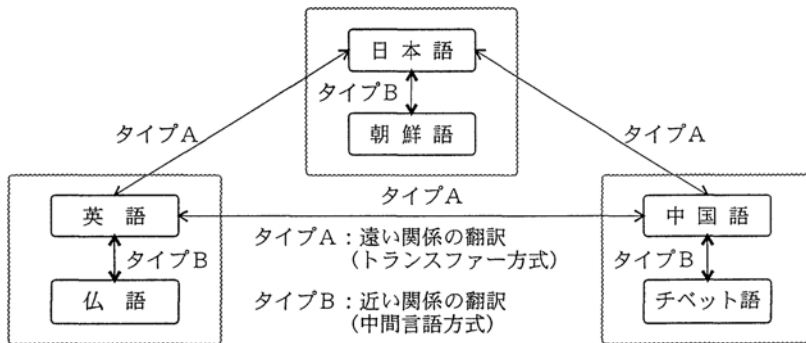 日本語
タイプB
朝鮮語
タイプA
タイプA
タイプA
英語
中国語
タイプB
タイプB
仏語
チベット語
タイプA:遠い関係の翻訳
(トランスファー方式)
タイプB:近い関係の翻訳
(中間言語方式)